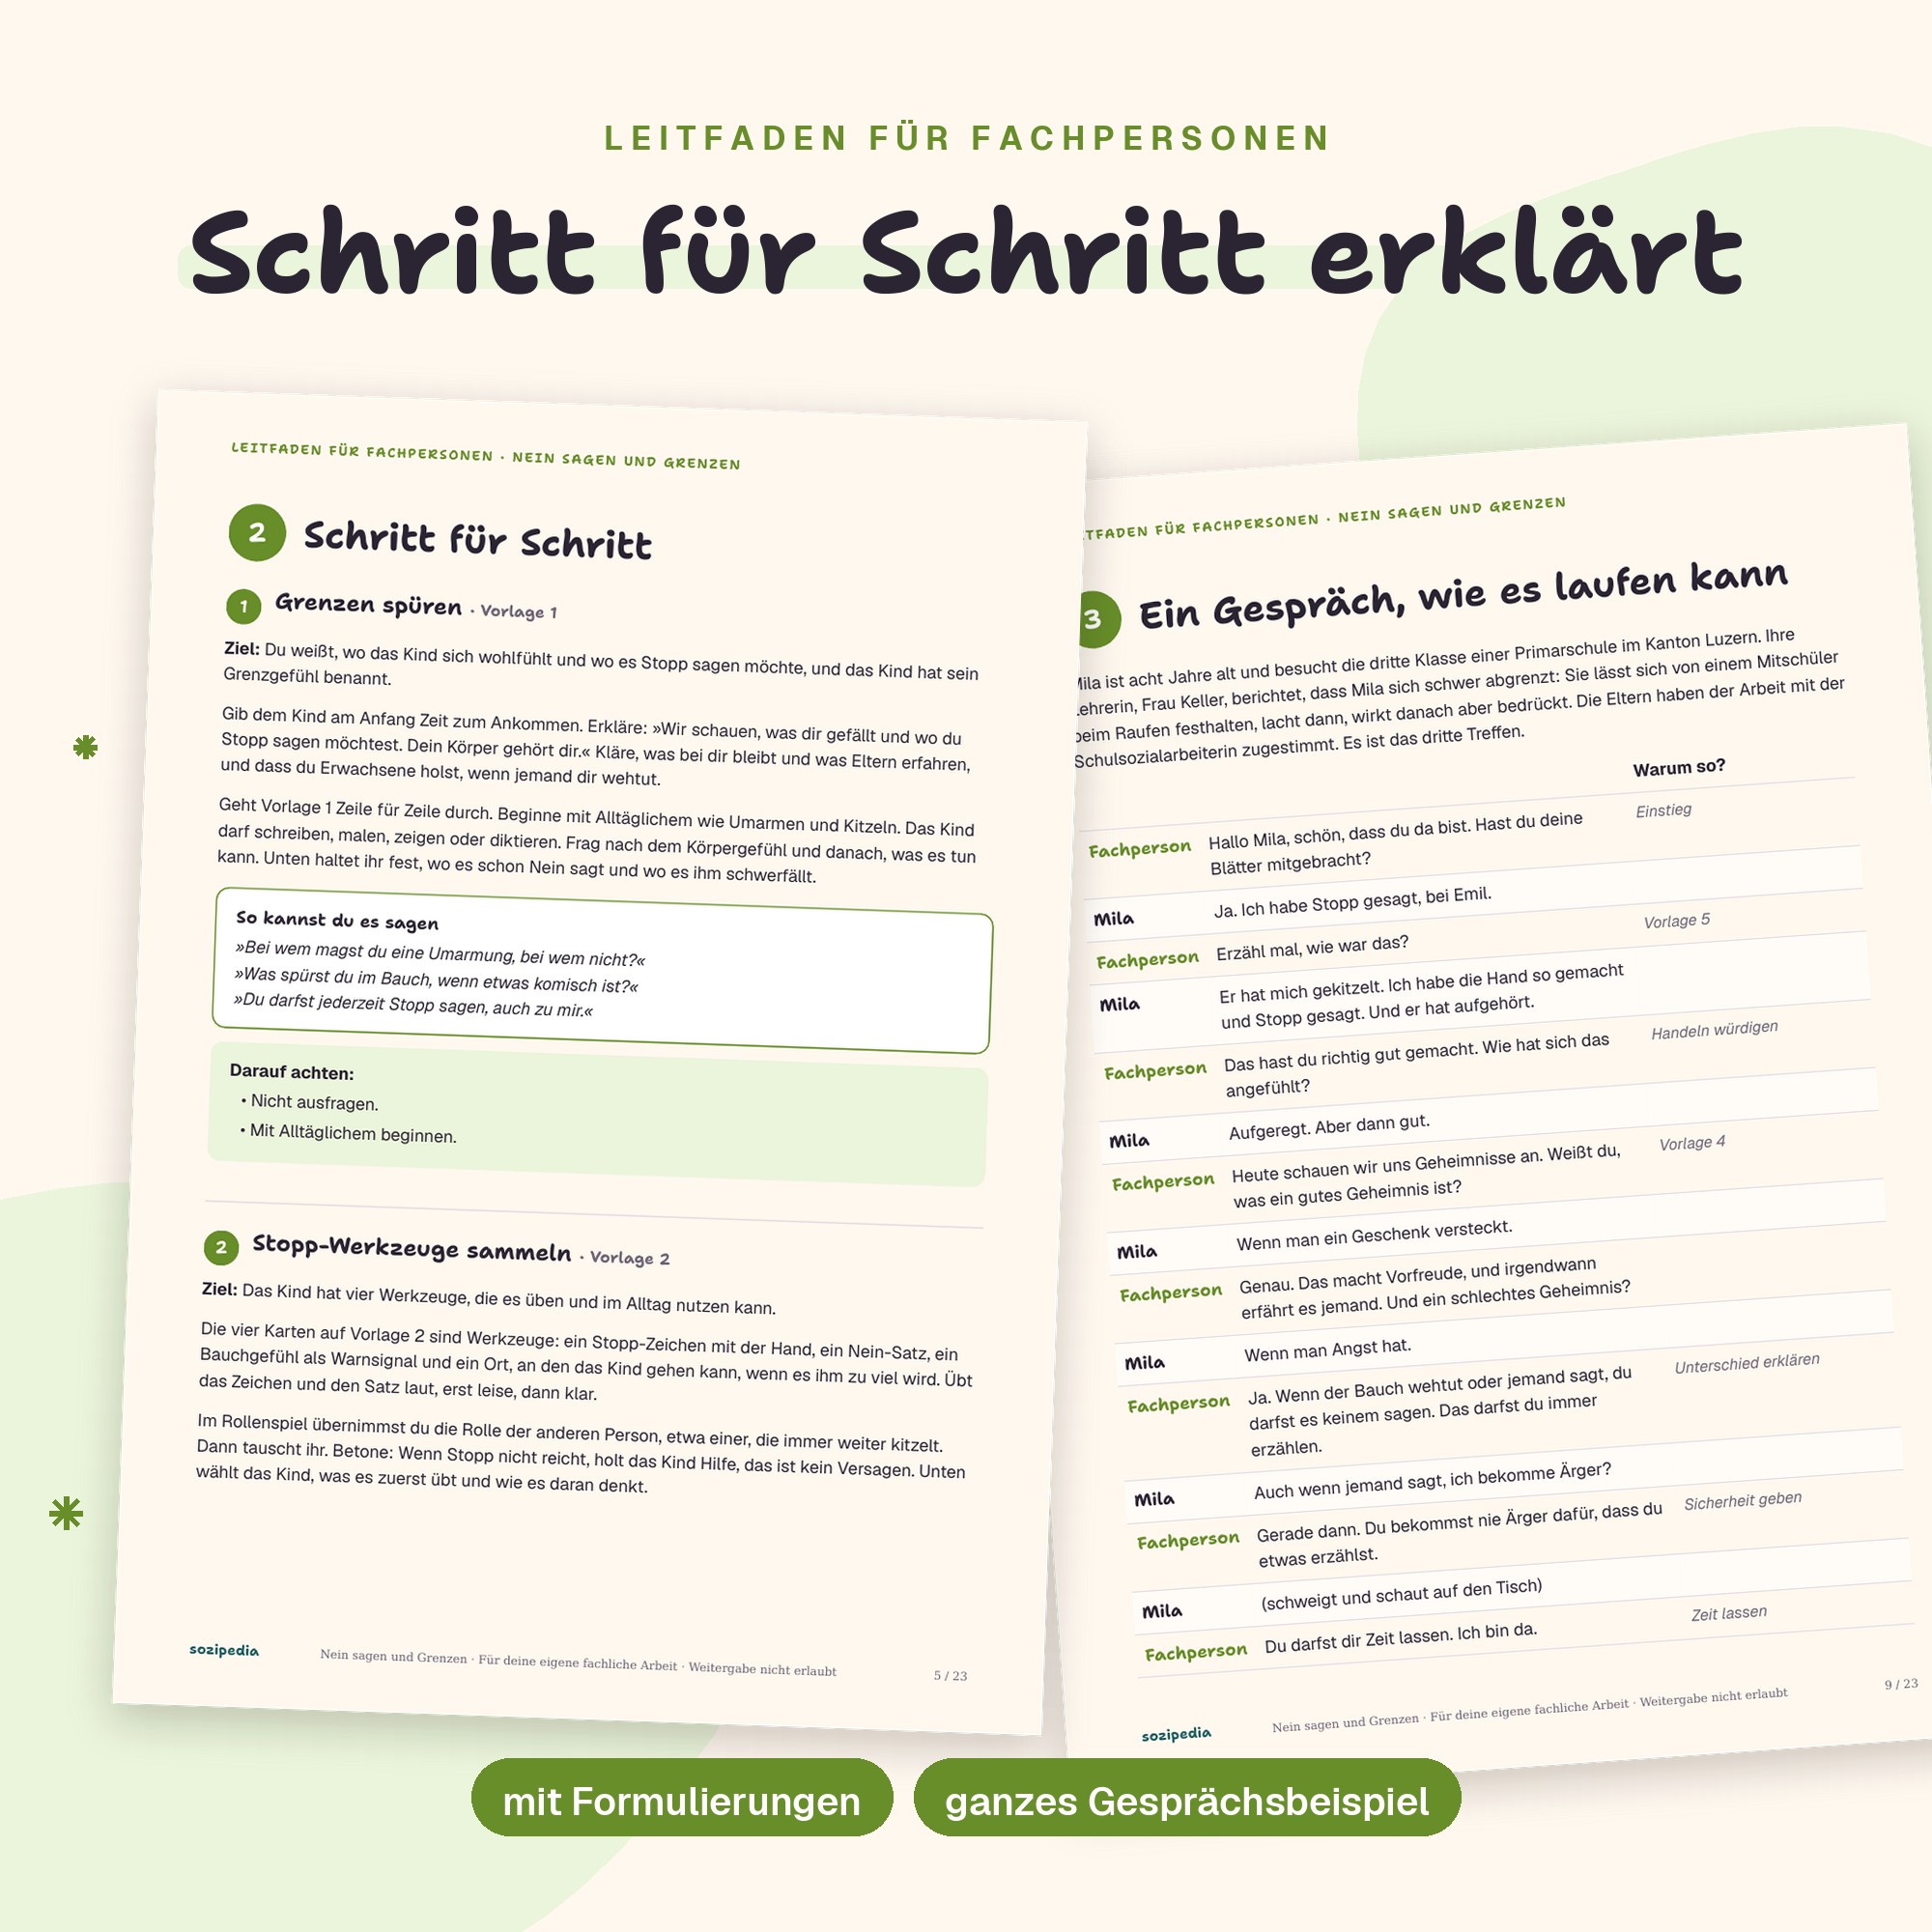 LEITFADEN FÜR FACHPERSONEN
Schritt für Schritt erklärt
LEITFADEN FÜR FACHPERSONEN · NEIN SAGEN UND GRENZEN
2 Schritt für Schritt
1 Grenzen spüren · Vorlage 1
Ziel: Du weißt, wo das Kind sich wohlfühlt und wo es Stopp sagen möchte, und das Kind hat sein
Grenzgefühl benannt.
Gib dem Kind am Anfang Zeit zum Ankommen. Erkläre: »Wir schauen, was dir gefällt und wo du
Stopp sagen möchtest. Dein Körper gehört dir.« Kläre, was bei dir bleibt und was Eltern erfahren,
und dass du Erwachsene holst, wenn jemand dir wehtut.
Geht Vorlage 1 Zeile für Zeile durch. Beginne mit Alltäglichem wie Umarmen und Kitzeln. Das Kind
darf schreiben, malen, zeigen oder diktieren. Frag nach dem Körpergefühl und danach, was es tun
kann. Unten haltet ihr fest, wo es schon Nein sagt und wo es ihm schwerfällt.
So kannst du es sagen
»Bei wem magst du eine Umarmung, bei wem nicht?«
»Was spürst du im Bauch, wenn etwas komisch ist?«
»Du darfst jederzeit Stopp sagen, auch zu mir.«
Darauf achten:
• Nicht ausfragen.
• Mit Alltäglichem beginnen.
2 Stopp-Werkzeuge sammeln · Vorlage 2
Ziel: Das Kind hat vier Werkzeuge, die es üben und im Alltag nutzen kann.
Die vier Karten auf Vorlage 2 sind Werkzeuge: ein Stopp-Zeichen mit der Hand, ein Nein-Satz, ein
Bauchgefühl als Warnsignal und ein Ort, an den das Kind gehen kann, wenn es ihm zu viel wird. Übt
das Zeichen und den Satz laut, erst leise, dann klar.
Im Rollenspiel übernimmst du die Rolle der anderen Person, etwa einer, die immer weiter kitzelt.
Dann tauscht ihr. Betone: Wenn Stopp nicht reicht, holt das Kind Hilfe, das ist kein Versagen. Unten
wählt das Kind, was es zuerst übt und wie es daran denkt.
sozipedia Nein sagen und Grenzen · Für deine eigene fachliche Arbeit · Weitergabe nicht erlaubt 5 / 23
TFADEN FÜR FACHPERSONEN · NEIN SAGEN UND GRENZEN
3 Ein Gespräch, wie es laufen kann
Mila ist acht Jahre alt und besucht die dritte Klasse einer Primarschule im Kanton Luzern. Ihre
Lehrerin, Frau Keller, berichtet, dass Mila sich schwer abgrenzt: Sie lässt sich von einem Mitschüler
beim Raufen festhalten, lacht dann, wirkt danach aber bedrückt. Die Eltern haben der Arbeit mit der
Schulsozialarbeiterin zugestimmt. Es ist das dritte Treffen.
Warum so?
Fachperson Hallo Mila, schön, dass du da bist. Hast du deine Einstieg
Blätter mitgebracht?
Mila Ja. Ich habe Stopp gesagt, bei Emil.
Fachperson Erzähl mal, wie war das? Vorlage 5
Mila Er hat mich gekitzelt. Ich habe die Hand so gemacht
und Stopp gesagt. Und er hat aufgehört.
Fachperson Das hast du richtig gut gemacht. Wie hat sich das Handeln würdigen
angefühlt?
Mila Aufgeregt. Aber dann gut.
Fachperson Heute schauen wir uns Geheimnisse an. Weißt du, Vorlage 4
was ein gutes Geheimnis ist?
Mila Wenn man ein Geschenk versteckt.
Fachperson Genau. Das macht Vorfreude, und irgendwann
erfährt es jemand. Und ein schlechtes Geheimnis?
Mila Wenn man Angst hat.
Fachperson Ja. Wenn der Bauch wehtut oder jemand sagt, du Unterschied erklären
darfst es keinem sagen. Das darfst du immer
erzählen.
Mila Auch wenn jemand sagt, ich bekomme Ärger?
Fachperson Gerade dann. Du bekommst nie Ärger dafür, dass du Sicherheit geben
etwas erzählst.
Mila (schweigt und schaut auf den Tisch)
Fachperson Du darfst dir Zeit lassen. Ich bin da. Zeit lassen
sozipedia Nein sagen und Grenzen · Für deine eigene fachliche Arbeit · Weitergabe nicht erlaubt 9 / 23
mit Formulierungen
ganzes Gesprächsbeispiel